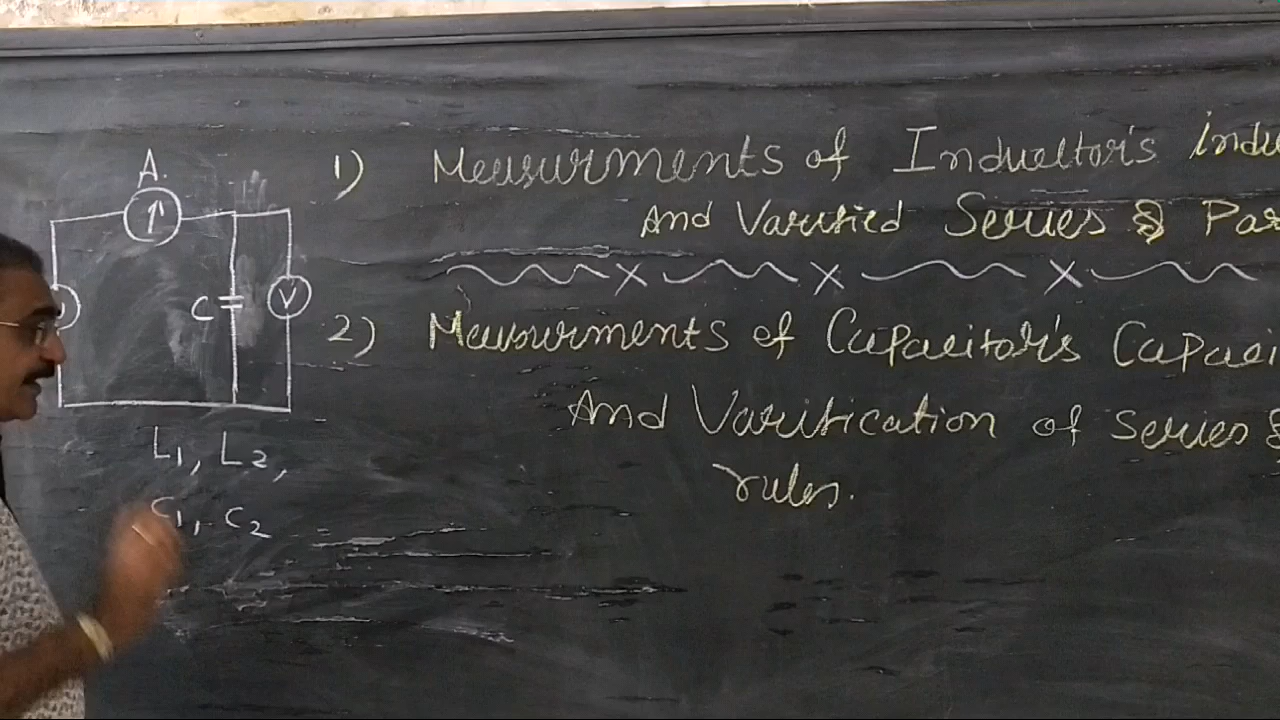 A.
1) Measurments of Inductor's indu
And Varified Series & Par
C
V
2) Measurments of Capacitor's Capaci
And Varification of series &
rules.
L1, L2,
C1, C2